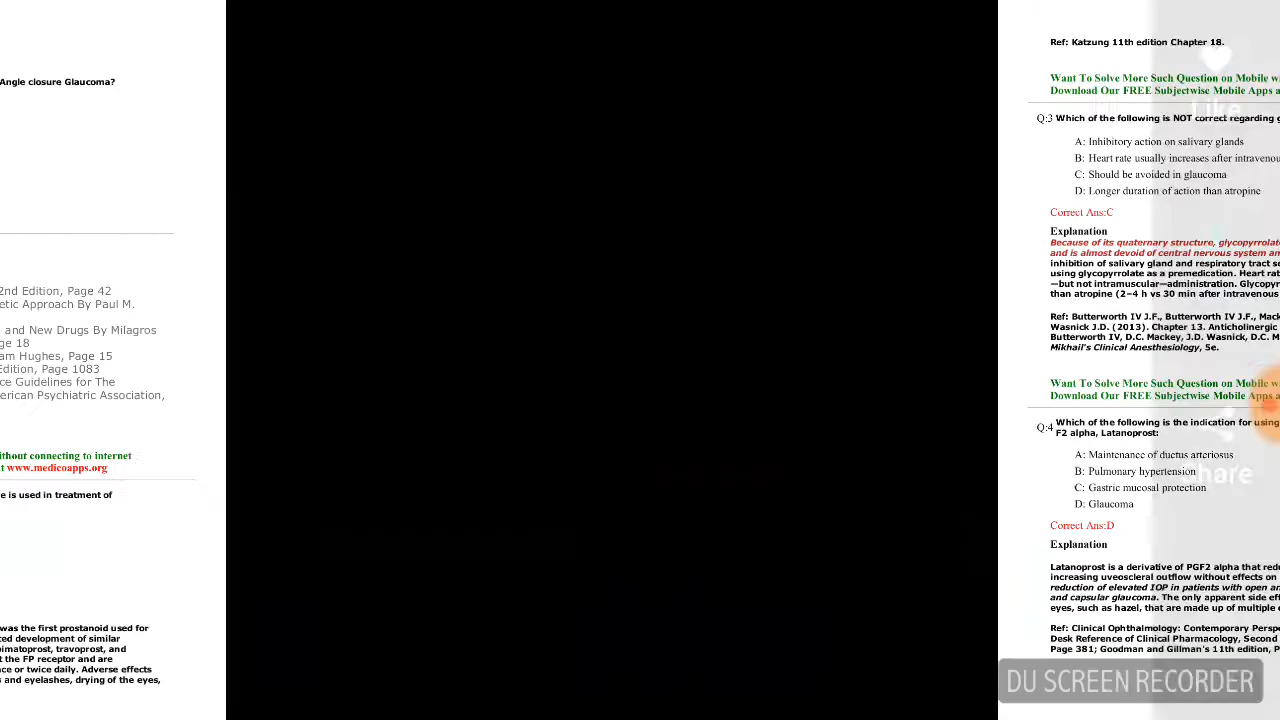 Angle closure Glaucoma?
2nd Edition, Page 42
etic Approach By Paul M.
and New Drugs By Milagros
ge 18
am Hughes, Page 15
Edition, Page 1083
ce Guidelines for The
erican Psychiatric Association,
ithout connecting to internet
t www.medicoapps.org
e is used in treatment of
was the first prostanoid used for
ted development of similar
bimatoprost, travoprost, and
t the FP receptor and are
nce or twice daily. Adverse effects
s and eyelashes, drying of the eyes,
Ref: Katzung 11th edition Chapter 18.
Want To Solve More Such Question on Mobile w
Download Our FREE Subjectwise Mobile Apps a
Like
Q:3 Which of the following is NOT correct regarding g
A: Inhibitory action on salivary glands
B: Heart rate usually increases after intravenou
C: Should be avoided in glaucoma
D: Longer duration of action than atropine
Correct Ans:C
Explanation
Because of its quaternary structure, glycopyrrolat
and is almost devoid of central nervous system an
inhibition of salivary gland and respiratory tract se
using glycopyrrolate as a premedication. Heart rat
—but not intramuscular—administration. Glycopyr
than atropine (2–4 h vs 30 min after intravenous
Ref: Butterworth IV J.F., Butterworth IV J.F., Mack
Wasnick J.D. (2013). Chapter 13. Anticholinergic
Butterworth IV, D.C. Mackey, J.D. Wasnick, D.C. M
Mikhail's Clinical Anesthesiology, 5e.
Want To Solve More Such Question on Mobile w
Download Our FREE Subjectwise Mobile Apps a
Q:4 Which of the following is the indication for using
F2 alpha, Latanoprost:
A: Maintenance of ductus arteriosus
B: Pulmonary hypertension
Share
C: Gastric mucosal protection
D: Glaucoma
Correct Ans:D
Explanation
Latanoprost is a derivative of PGF2 alpha that redu
increasing uveoscleral outflow without effects on
reduction of elevated IOP in patients with open an
and capsular glaucoma. The only apparent side eff
eyes, such as hazel, that are made up of multiple c
Ref: Clinical Ophthalmology: Contemporary Perspe
Desk Reference of Clinical Pharmacology, Second
Page 381; Goodman and Gillman's 11th edition, P
DU SCREEN RECORDER